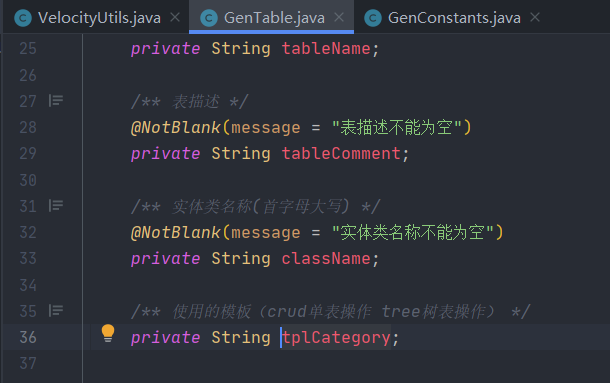 VelocityUtils.java GenTable.java GenConstants.java
25 private String tableName;
26
27 /** 表描述 */
28 @NotBlank(message = "表描述不能为空")
29 private String tableComment;
30
31 /** 实体类名称(首字母大写) */
32 @NotBlank(message = "实体类名称不能为空")
33 private String className;
34
35 /** 使用的模板（crud单表操作 tree树表操作） */
36 private String tplCategory;
37